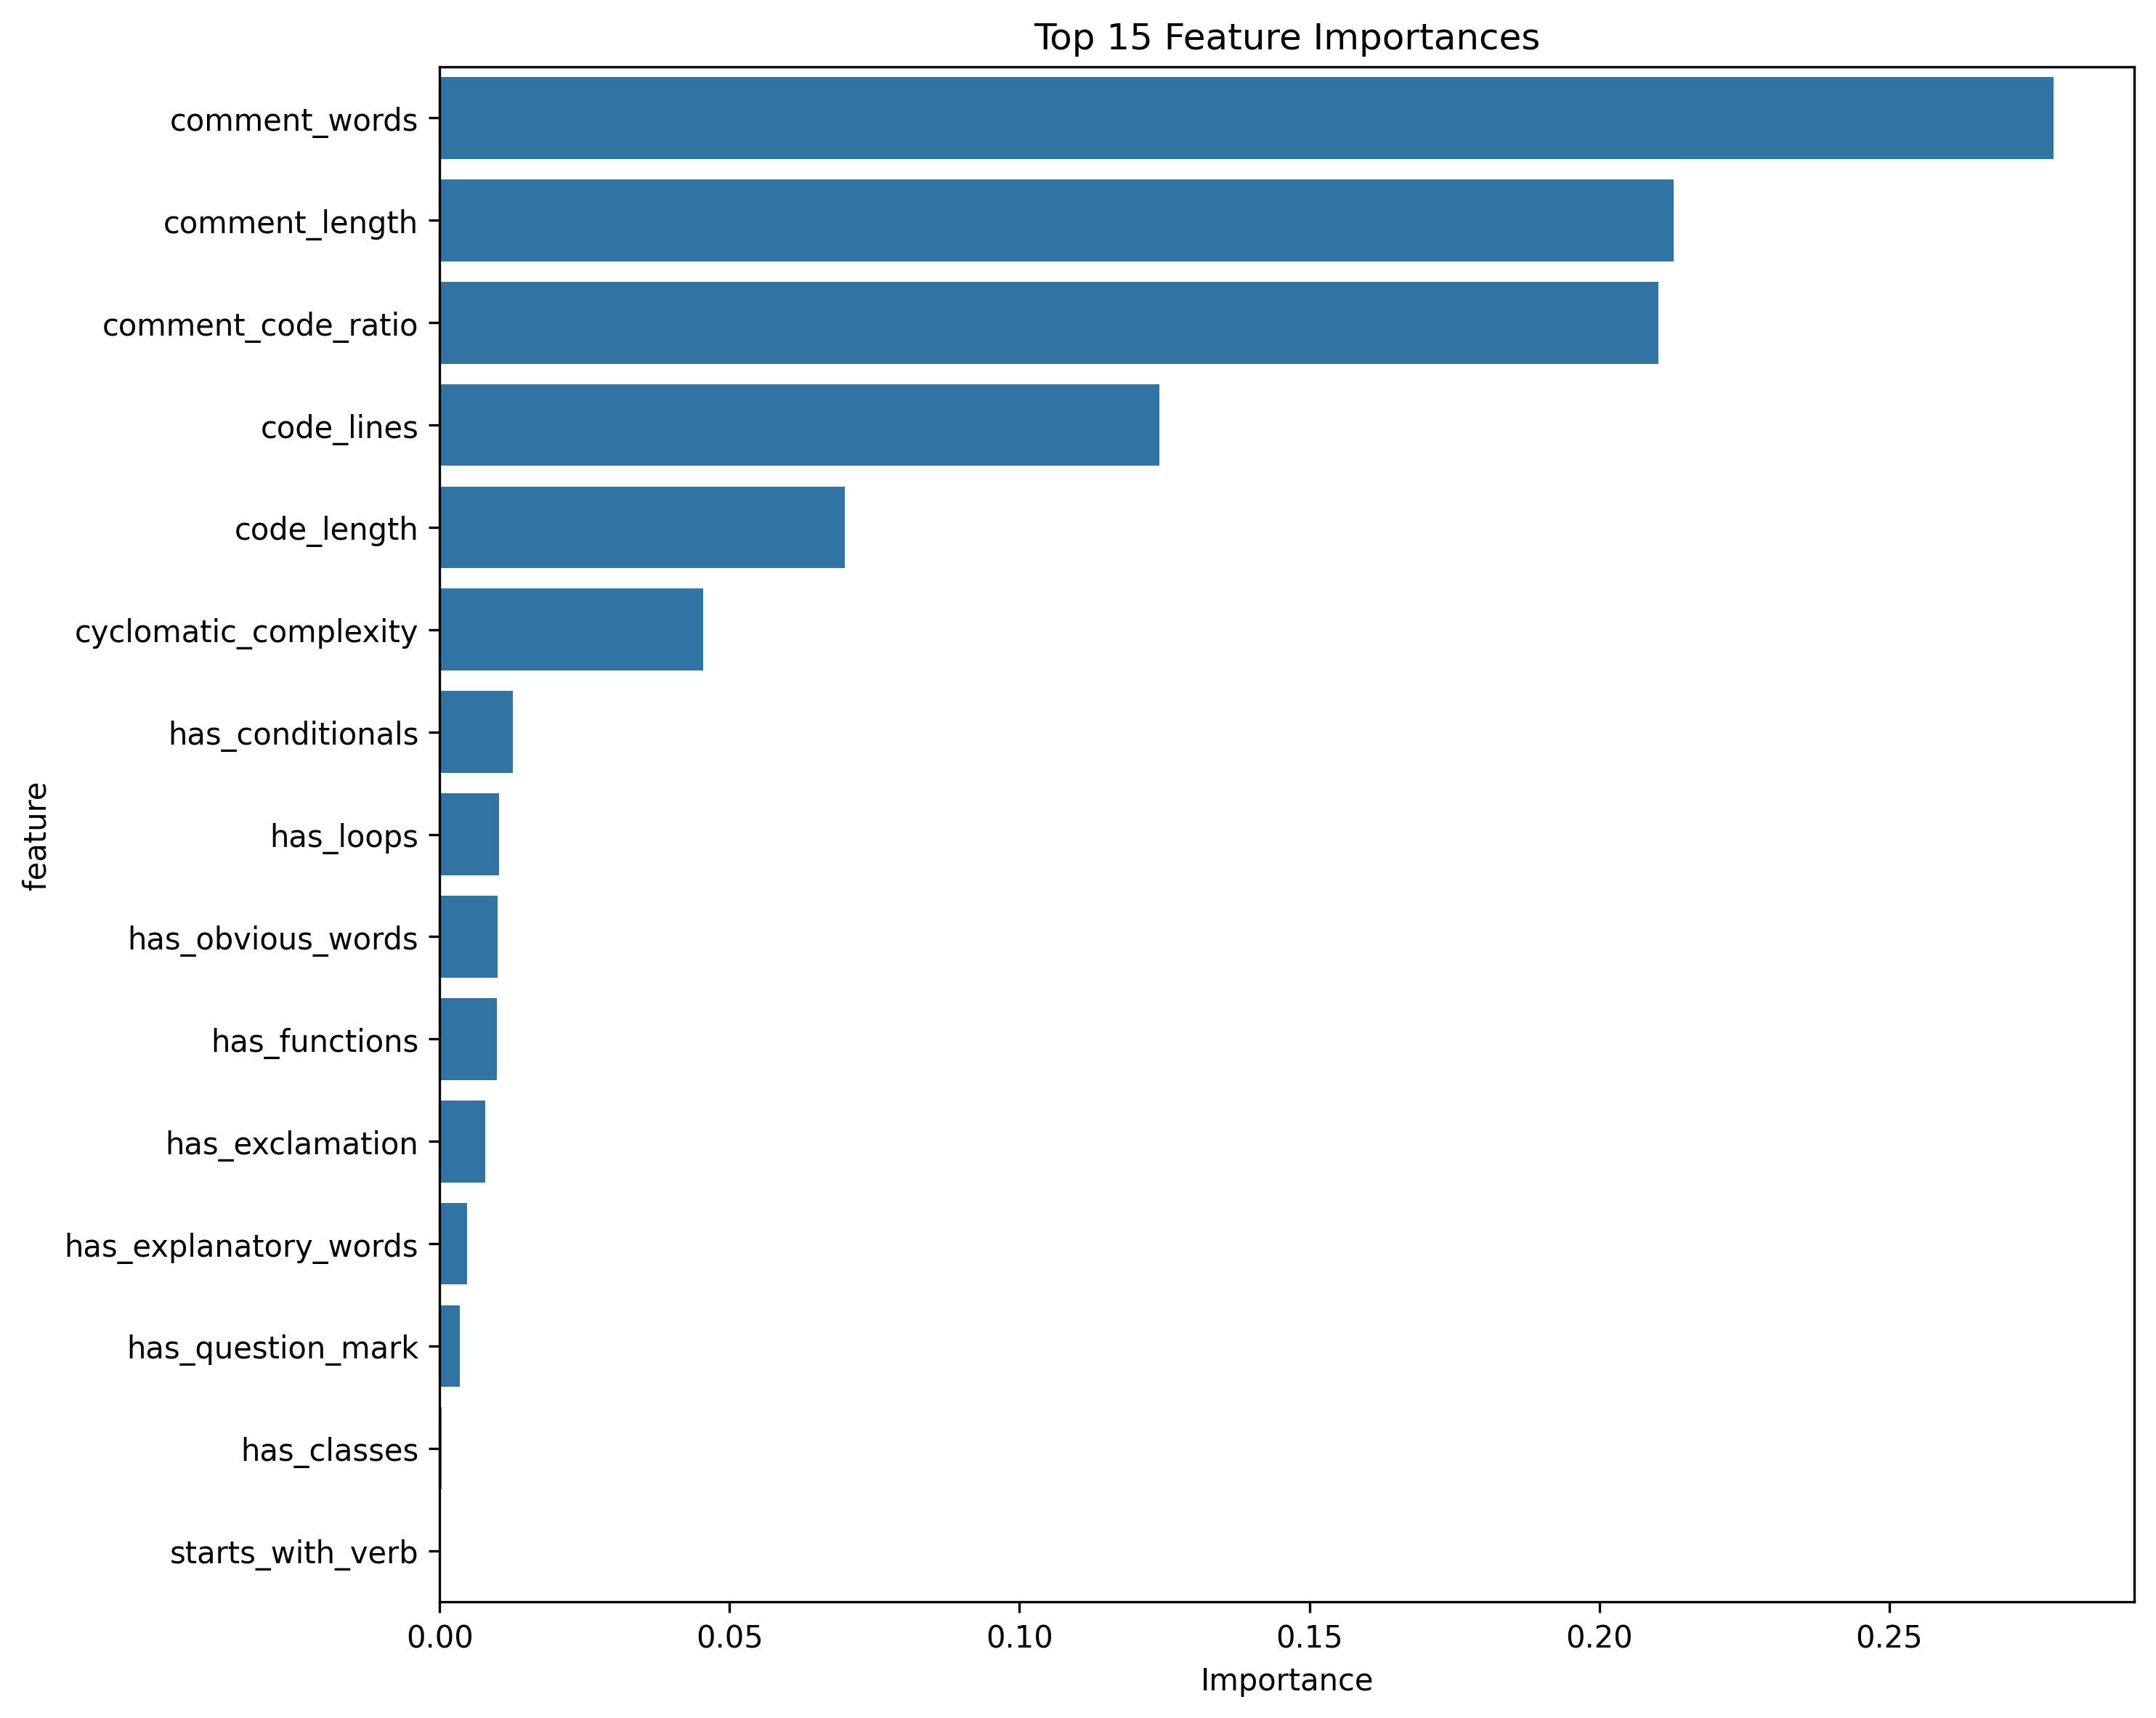 Top 15 Feature Importances
comment_words
comment_length
comment_code_ratio
code_lines
code_length
cyclomatic_complexity
has_conditionals
has_loops
has_obvious_words
has_functions
has_exclamation
has_explanatory_words
has_question_mark
has_classes
starts_with_verb
feature
0.00 0.05 0.10 0.15 0.20 0.25
Importance